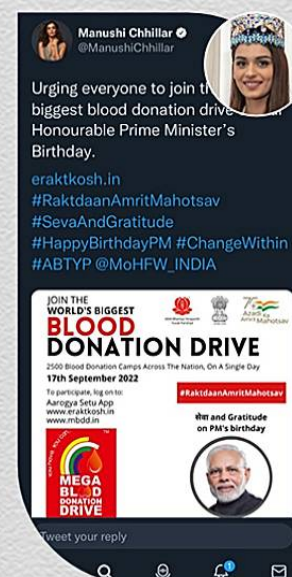 Manushi Chhillar
@ManushiChhillar
Urging everyone to join
biggest blood donation drive
Honourable Prime Minister's
Birthday.
eraktkosh.in
#RaktdaanAmritMahotsav
#SevaAndGratitude
#HappyBirthdayPM #ChangeWithin
#ABTYP @MoHFW_INDIA
JOIN THE
WORLD'S BIGGEST
BLOOD
DONATION DRIVE
75
Azadi Ka
Amrit Mahotsav
2500 Blood Donation Camps Across The Nation, On A Single Day
17th September 2022
To participate, log on to:
Aarogya Setu App
www.eraktkosh.in
www.mbdd.in
#RaktdaanAmritMahotsav
सेवा and Gratitude
on PM's birthday
MEGA
BLOOD
DONATION
DRIVE
Tweet your reply